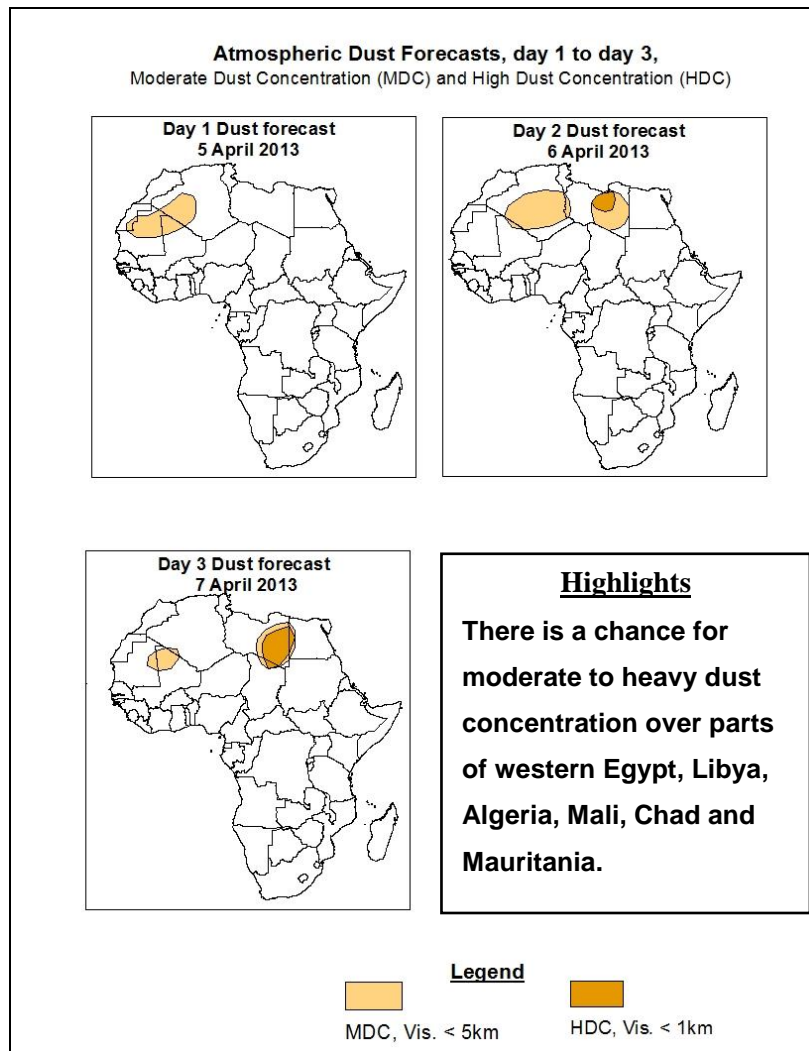 Atmospheric Dust Forecasts, day 1 to day 3,
Moderate Dust Concentration (MDC) and High Dust Concentration (HDC)
Day 1 Dust forecast
5 April 2013
Day 2 Dust forecast
6 April 2013
Day 3 Dust forecast
7 April 2013
Highlights
There is a chance for
moderate to heavy dust
concentration over parts
of western Egypt, Libya,
Algeria, Mali, Chad and
Mauritania.
Legend
MDC, Vis. < 5km
HDC, Vis. < 1km